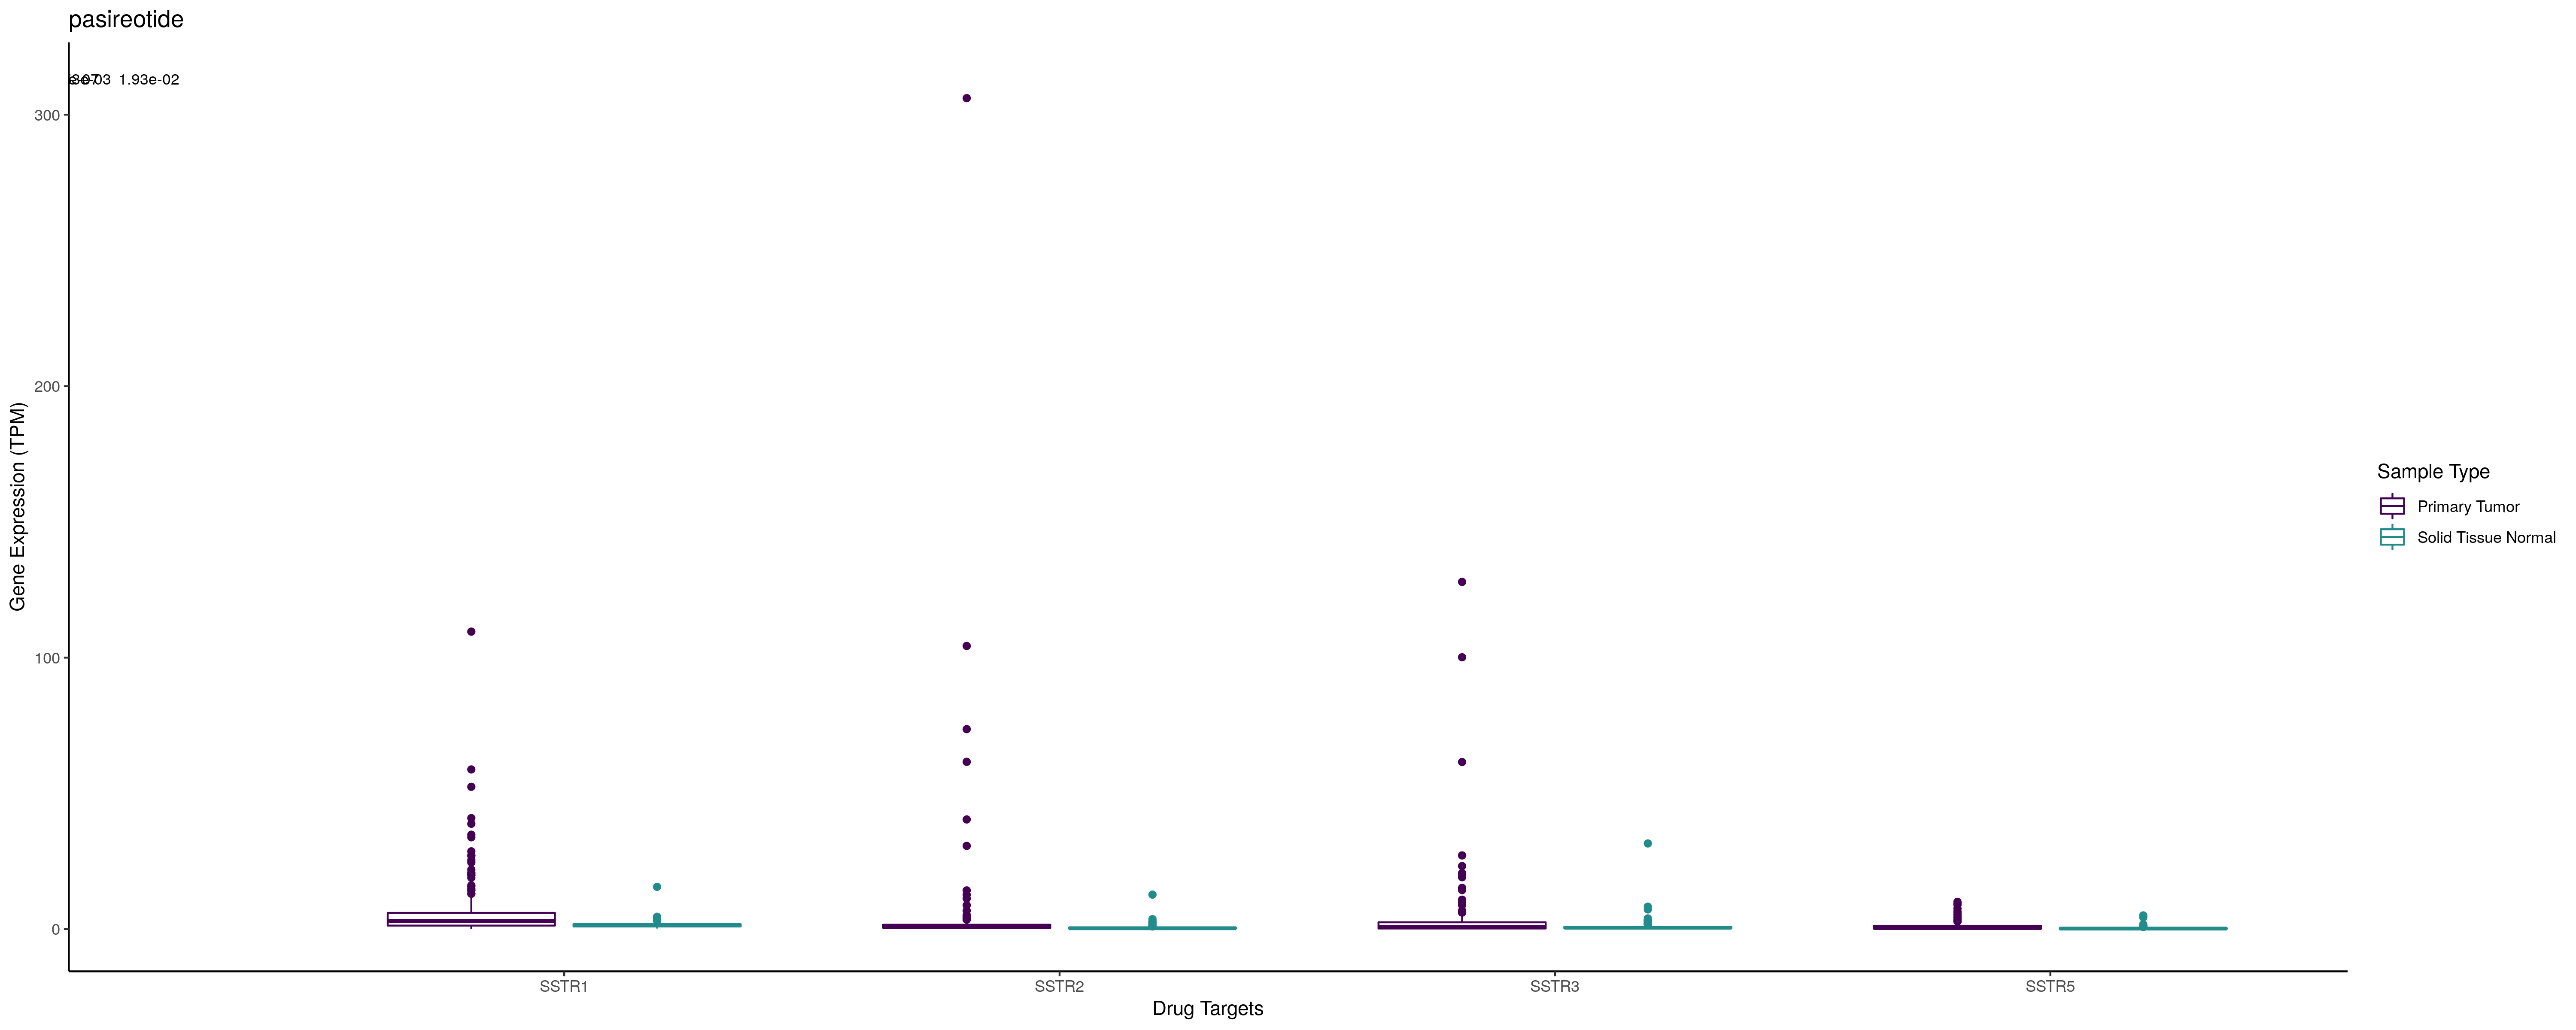 pasireotide
1.93e-02
300
200
100
0
Gene Expression (TPM)
SSTR1
SSTR2
SSTR3
SSTR5
Drug Targets
Sample Type
Primary Tumor
Solid Tissue Normal